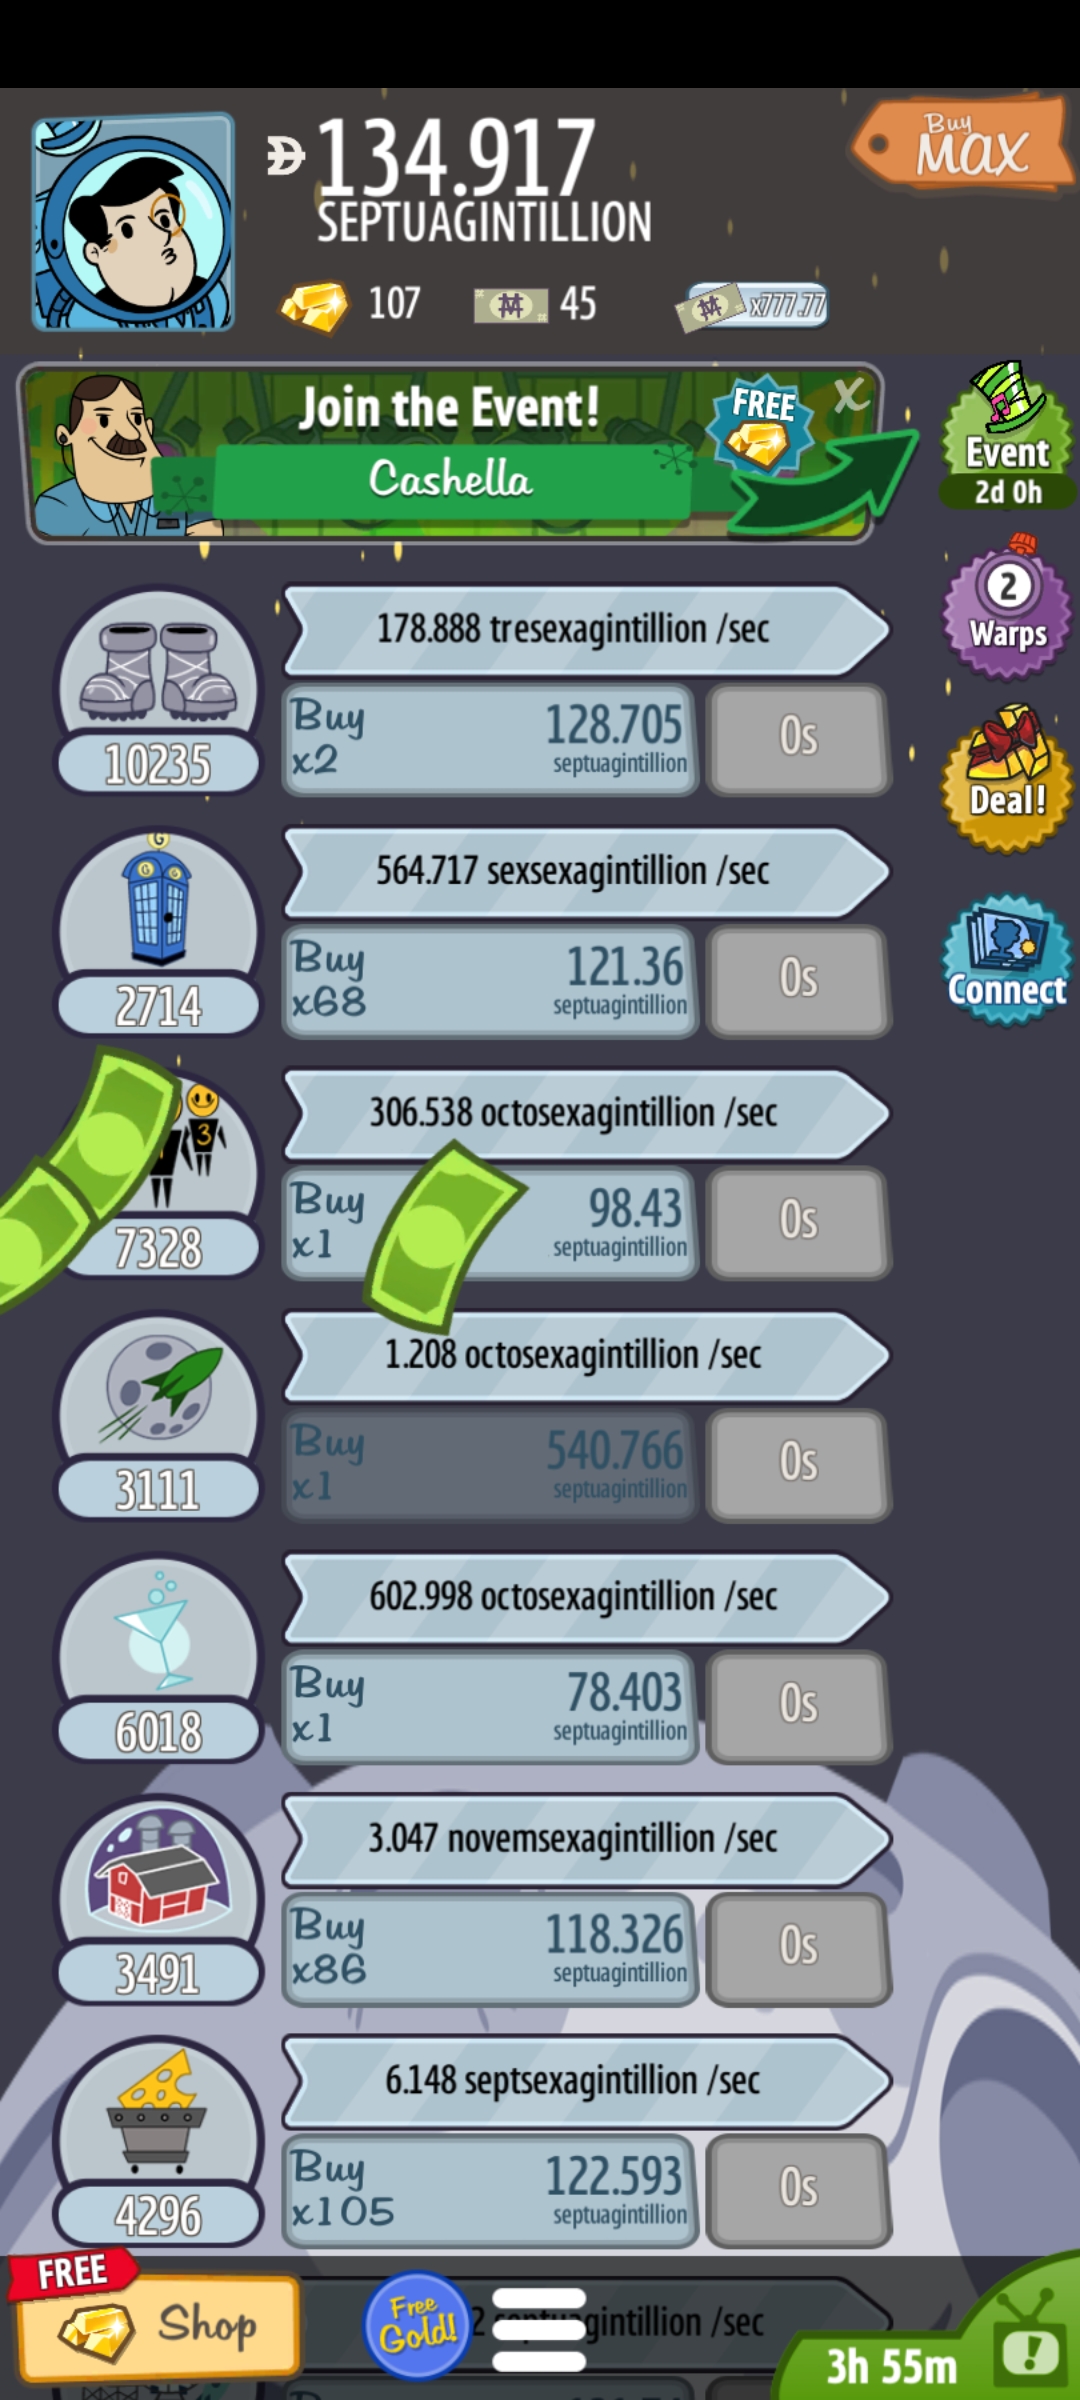 134.917
SEPTUAGINTILLION
Buy
MAX
107
45
x777.77
Join the Event!
FREE
X
Cashella
Event
2d 0h
178.888 tresexagintillion /sec
2
Warps
10235
Buy
x2
128.705
septuagintillion
0s
Deal!
G
G G
564.717 sexsexagintillion /sec
2714
Buy
x68
121.36
septuagintillion
0s
Connect
3
306.538 octosexagintillion /sec
7328
Buy
x1
98.43
septuagintillion
0s
1.208 octosexagintillion /sec
3111
Buy
x1
540.766
septuagintillion
0s
602.998 octosexagintillion /sec
6018
Buy
x1
78.403
septuagintillion
0s
3.047 novemsexagintillion /sec
3491
Buy
x86
118.326
septuagintillion
0s
6.148 septsexagintillion /sec
4296
Buy
x105
122.593
septuagintillion
0s
FREE
Shop
Free
Gold!
/sec
3h 55m
!